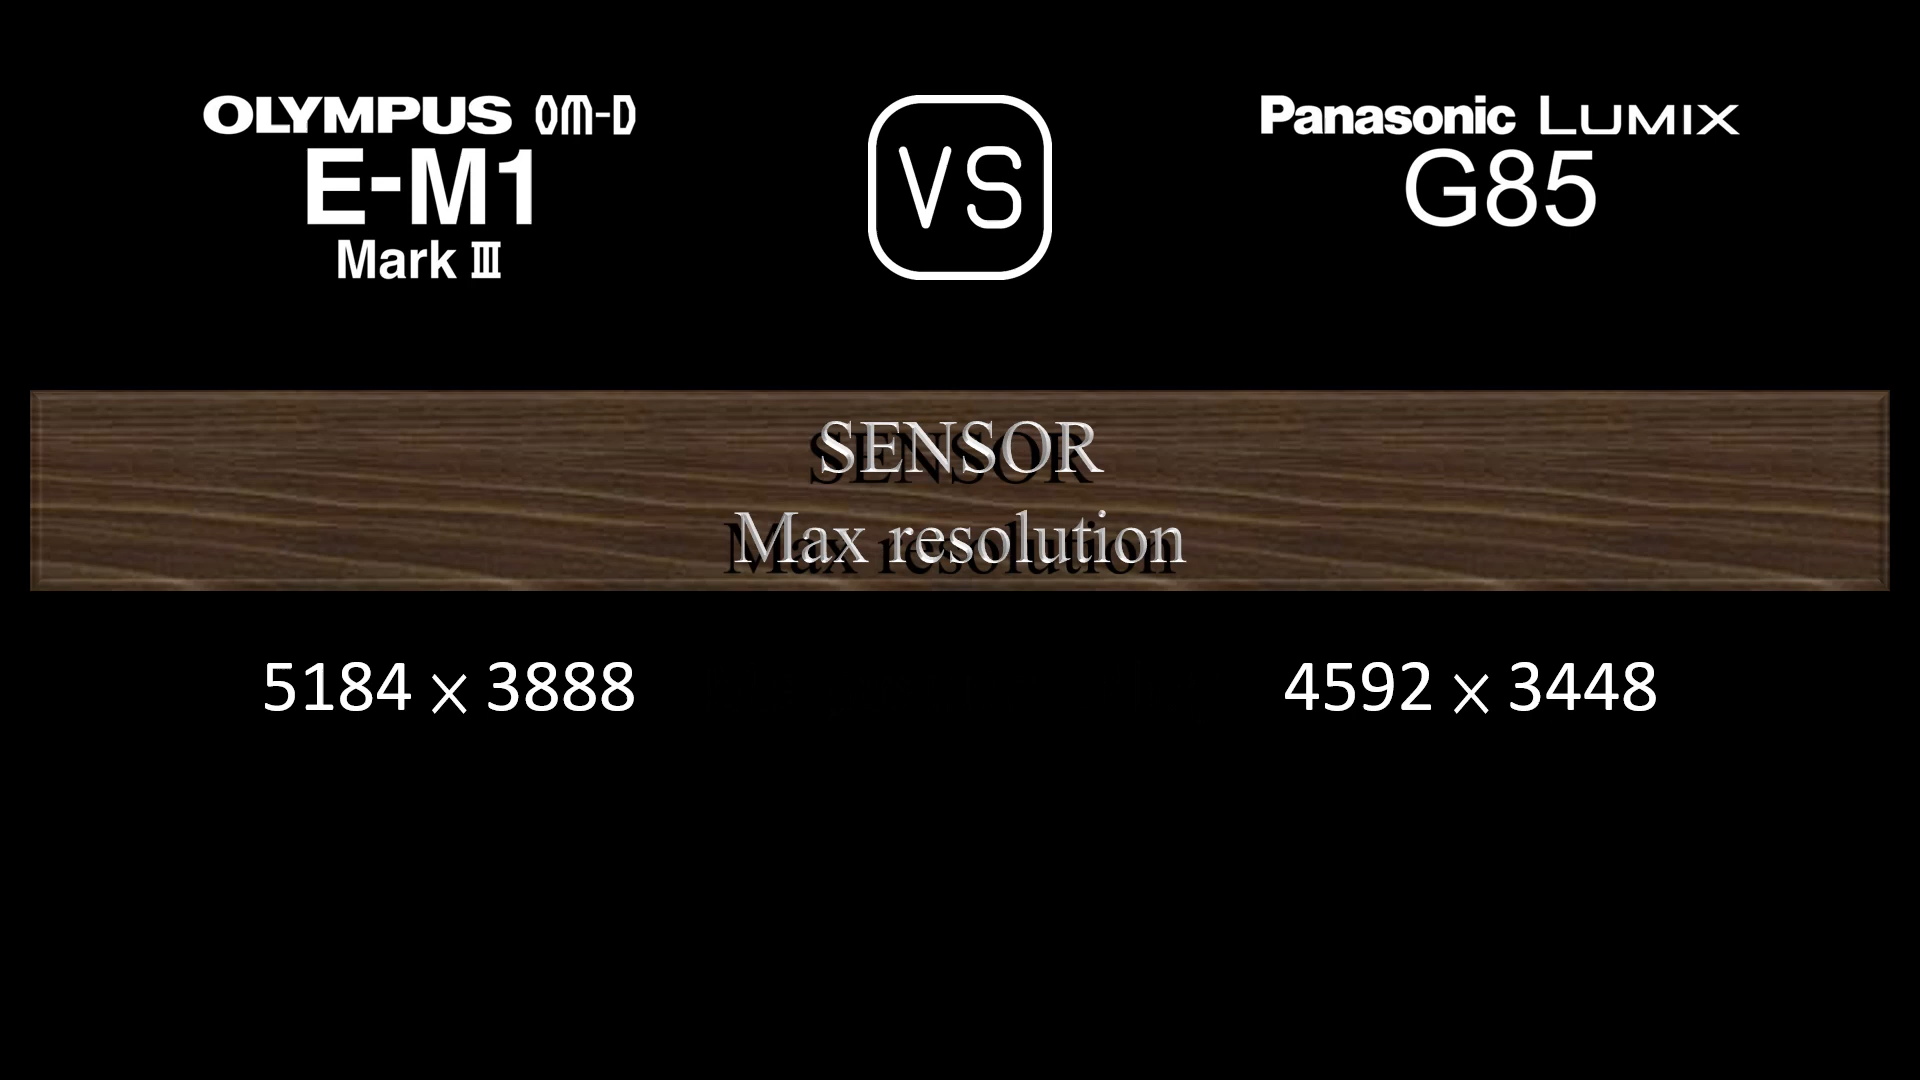 OLYMPUS OM-D
E-M1
Mark III
VS
Panasonic LUMIX
G85
SENSOR
Max resolution
5184 x 3888
4592 x 3448